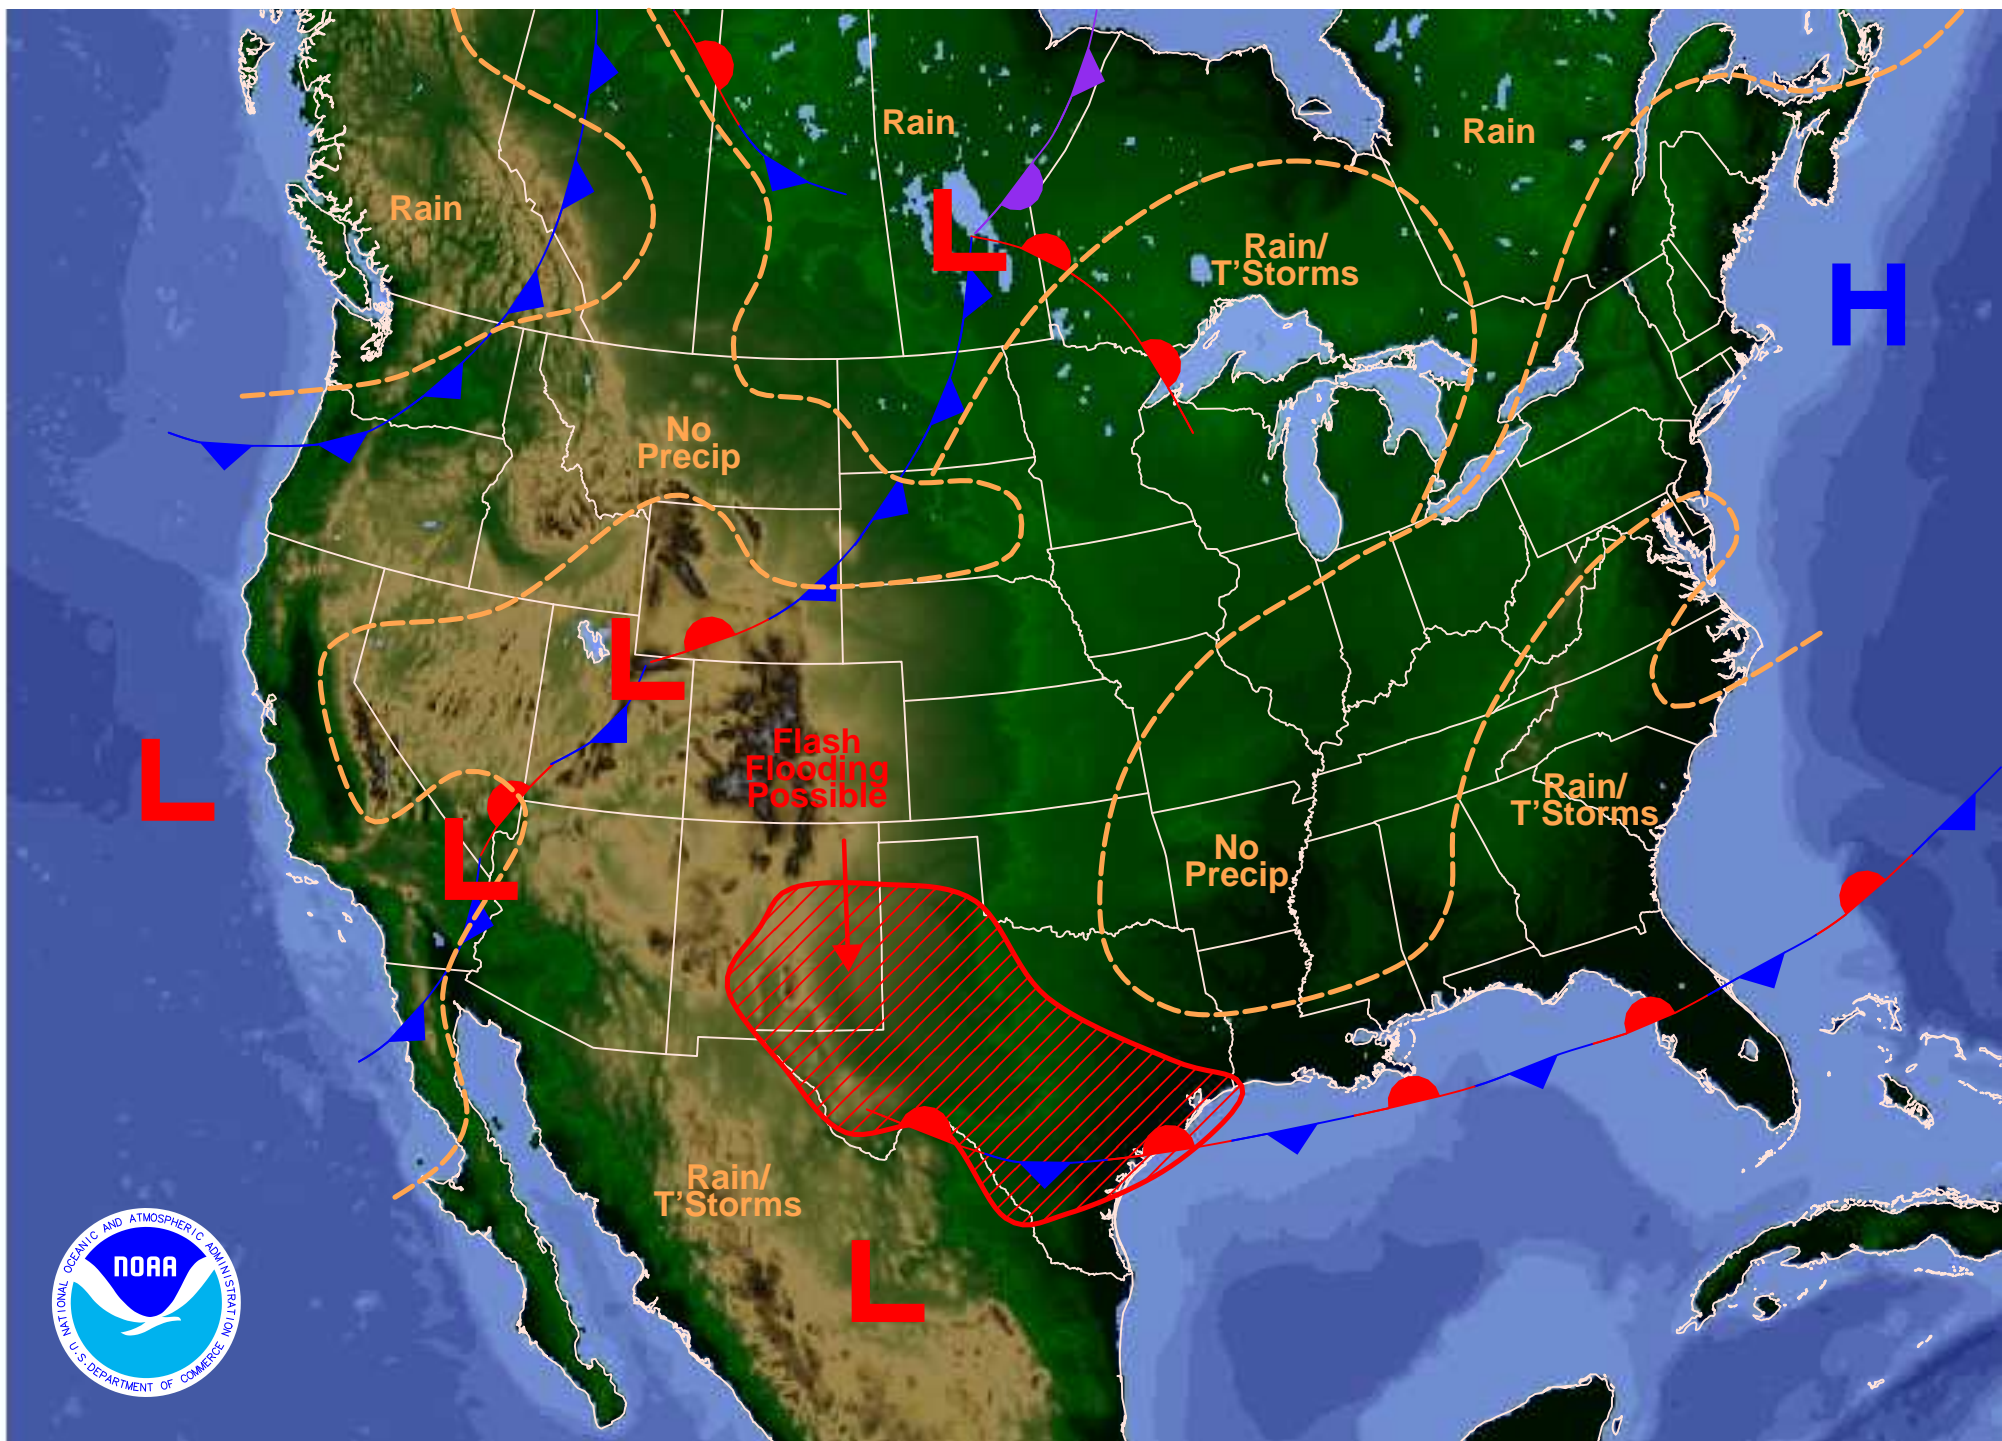 Rain
Rain
Rain
Rain/
T'Storms
L
H
No
Precip
L
Flash
Flooding
Possible
L
L
Rain/
T'Storms
No
Precip
Rain/
T'Storms
L
NOAA
NATIONAL OCEANIC AND ATMOSPHERIC ADMINISTRATION
U.S. DEPARTMENT OF COMMERCE